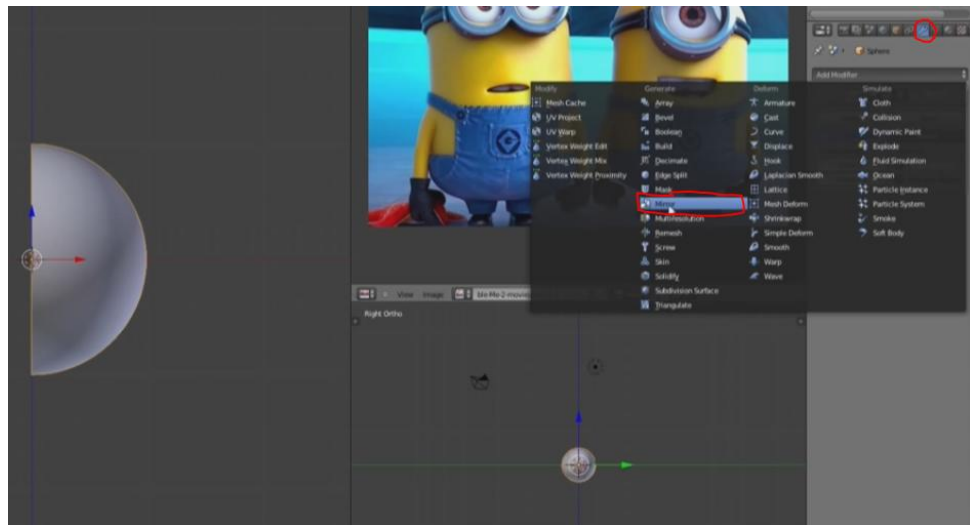 Sphere
Add Modifier
Modify
Mesh Cache
UV Project
UV Warp
Vertex Weight Edit
Vertex Weight Mix
Vertex Weight Proximity
Generate
Array
Bevel
Boolean
Build
Decimate
Edge Split
Mask
Mirror
Multiresolution
Remesh
Screw
Skin
Solidify
Subdivision Surface
Triangulate
Deform
Armature
Cast
Curve
Displace
Hook
Laplacian Smooth
Lattice
Mesh Deform
Shrinkwrap
Simple Deform
Smooth
Warp
Wave
Simulate
Cloth
Collision
Dynamic Paint
Explode
Fluid Simulation
Ocean
Particle Instance
Particle System
Smoke
Soft Body
View Image
Right Ortho